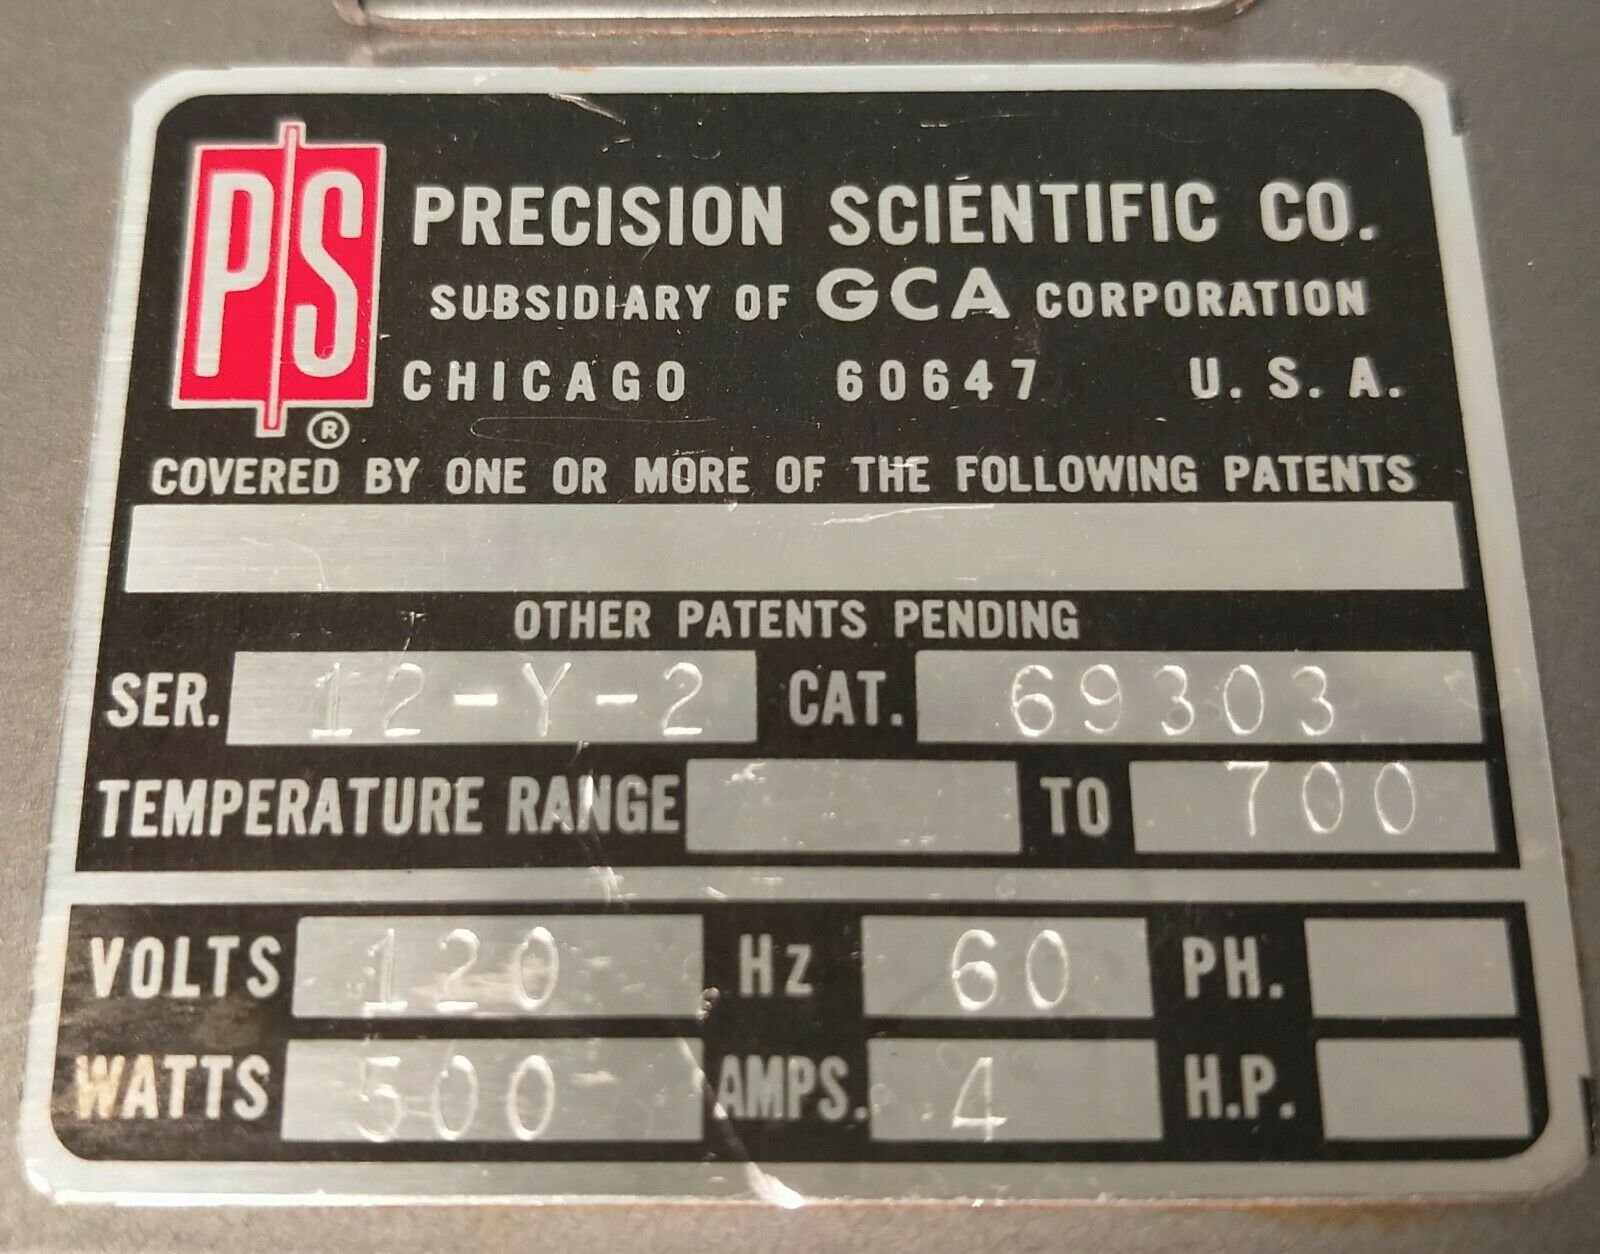 PS
PRECISION SCIENTIFIC CO.
SUBSIDIARY OF GCA CORPORATION
CHICAGO 60647 U. S. A.
®
COVERED BY ONE OR MORE OF THE FOLLOWING PATENTS
OTHER PATENTS PENDING
SER. 12-Y-2 CAT. 69303
TEMPERATURE RANGE TO 700
VOLTS 120 Hz 60 PH.
WATTS 500 AMPS. 4 H.P.